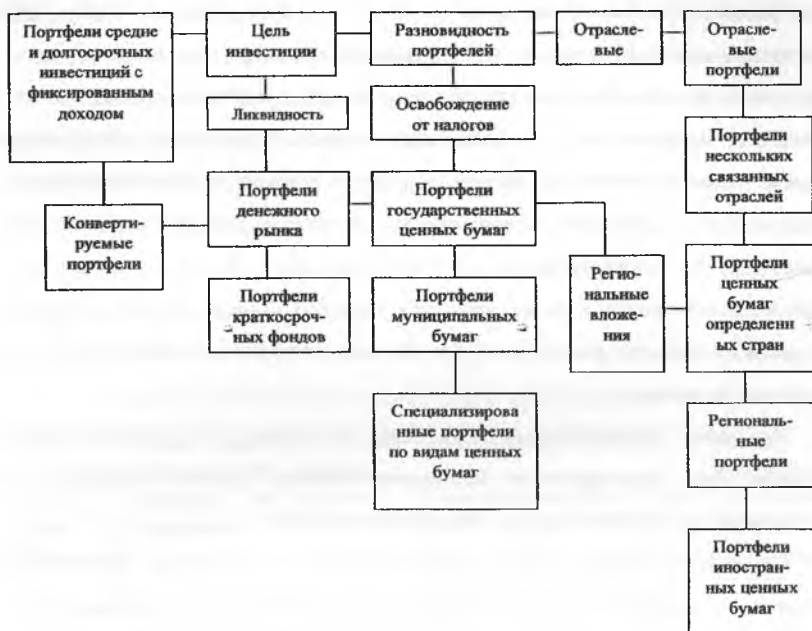 Портфели средне
и долгосрочных
инвестиций с
фиксированным
доходом
Цель
инвестиции
Разновидность
портфелей
Отрасле-
вые
Отрасле-
вые
портфели
Ликвидность
Освобождение
от налогов
Портфели
нескольких
связанных
отраслей
Конверти-
руемые
портфели
Портфели
денежного
рынка
Портфели
государственных
ценных бумаг
Регио-
нальные
вложе-
ния
Портфели
ценных
бумаг
определенн
ых стран
Портфели
краткосроч-
ных фондов
Портфели
муниципальных
бумаг
Специализирова
нные портфели
по видам ценных
бумаг
Региональ-
ные
портфели
Портфели
иностран-
ных ценных
бумаг